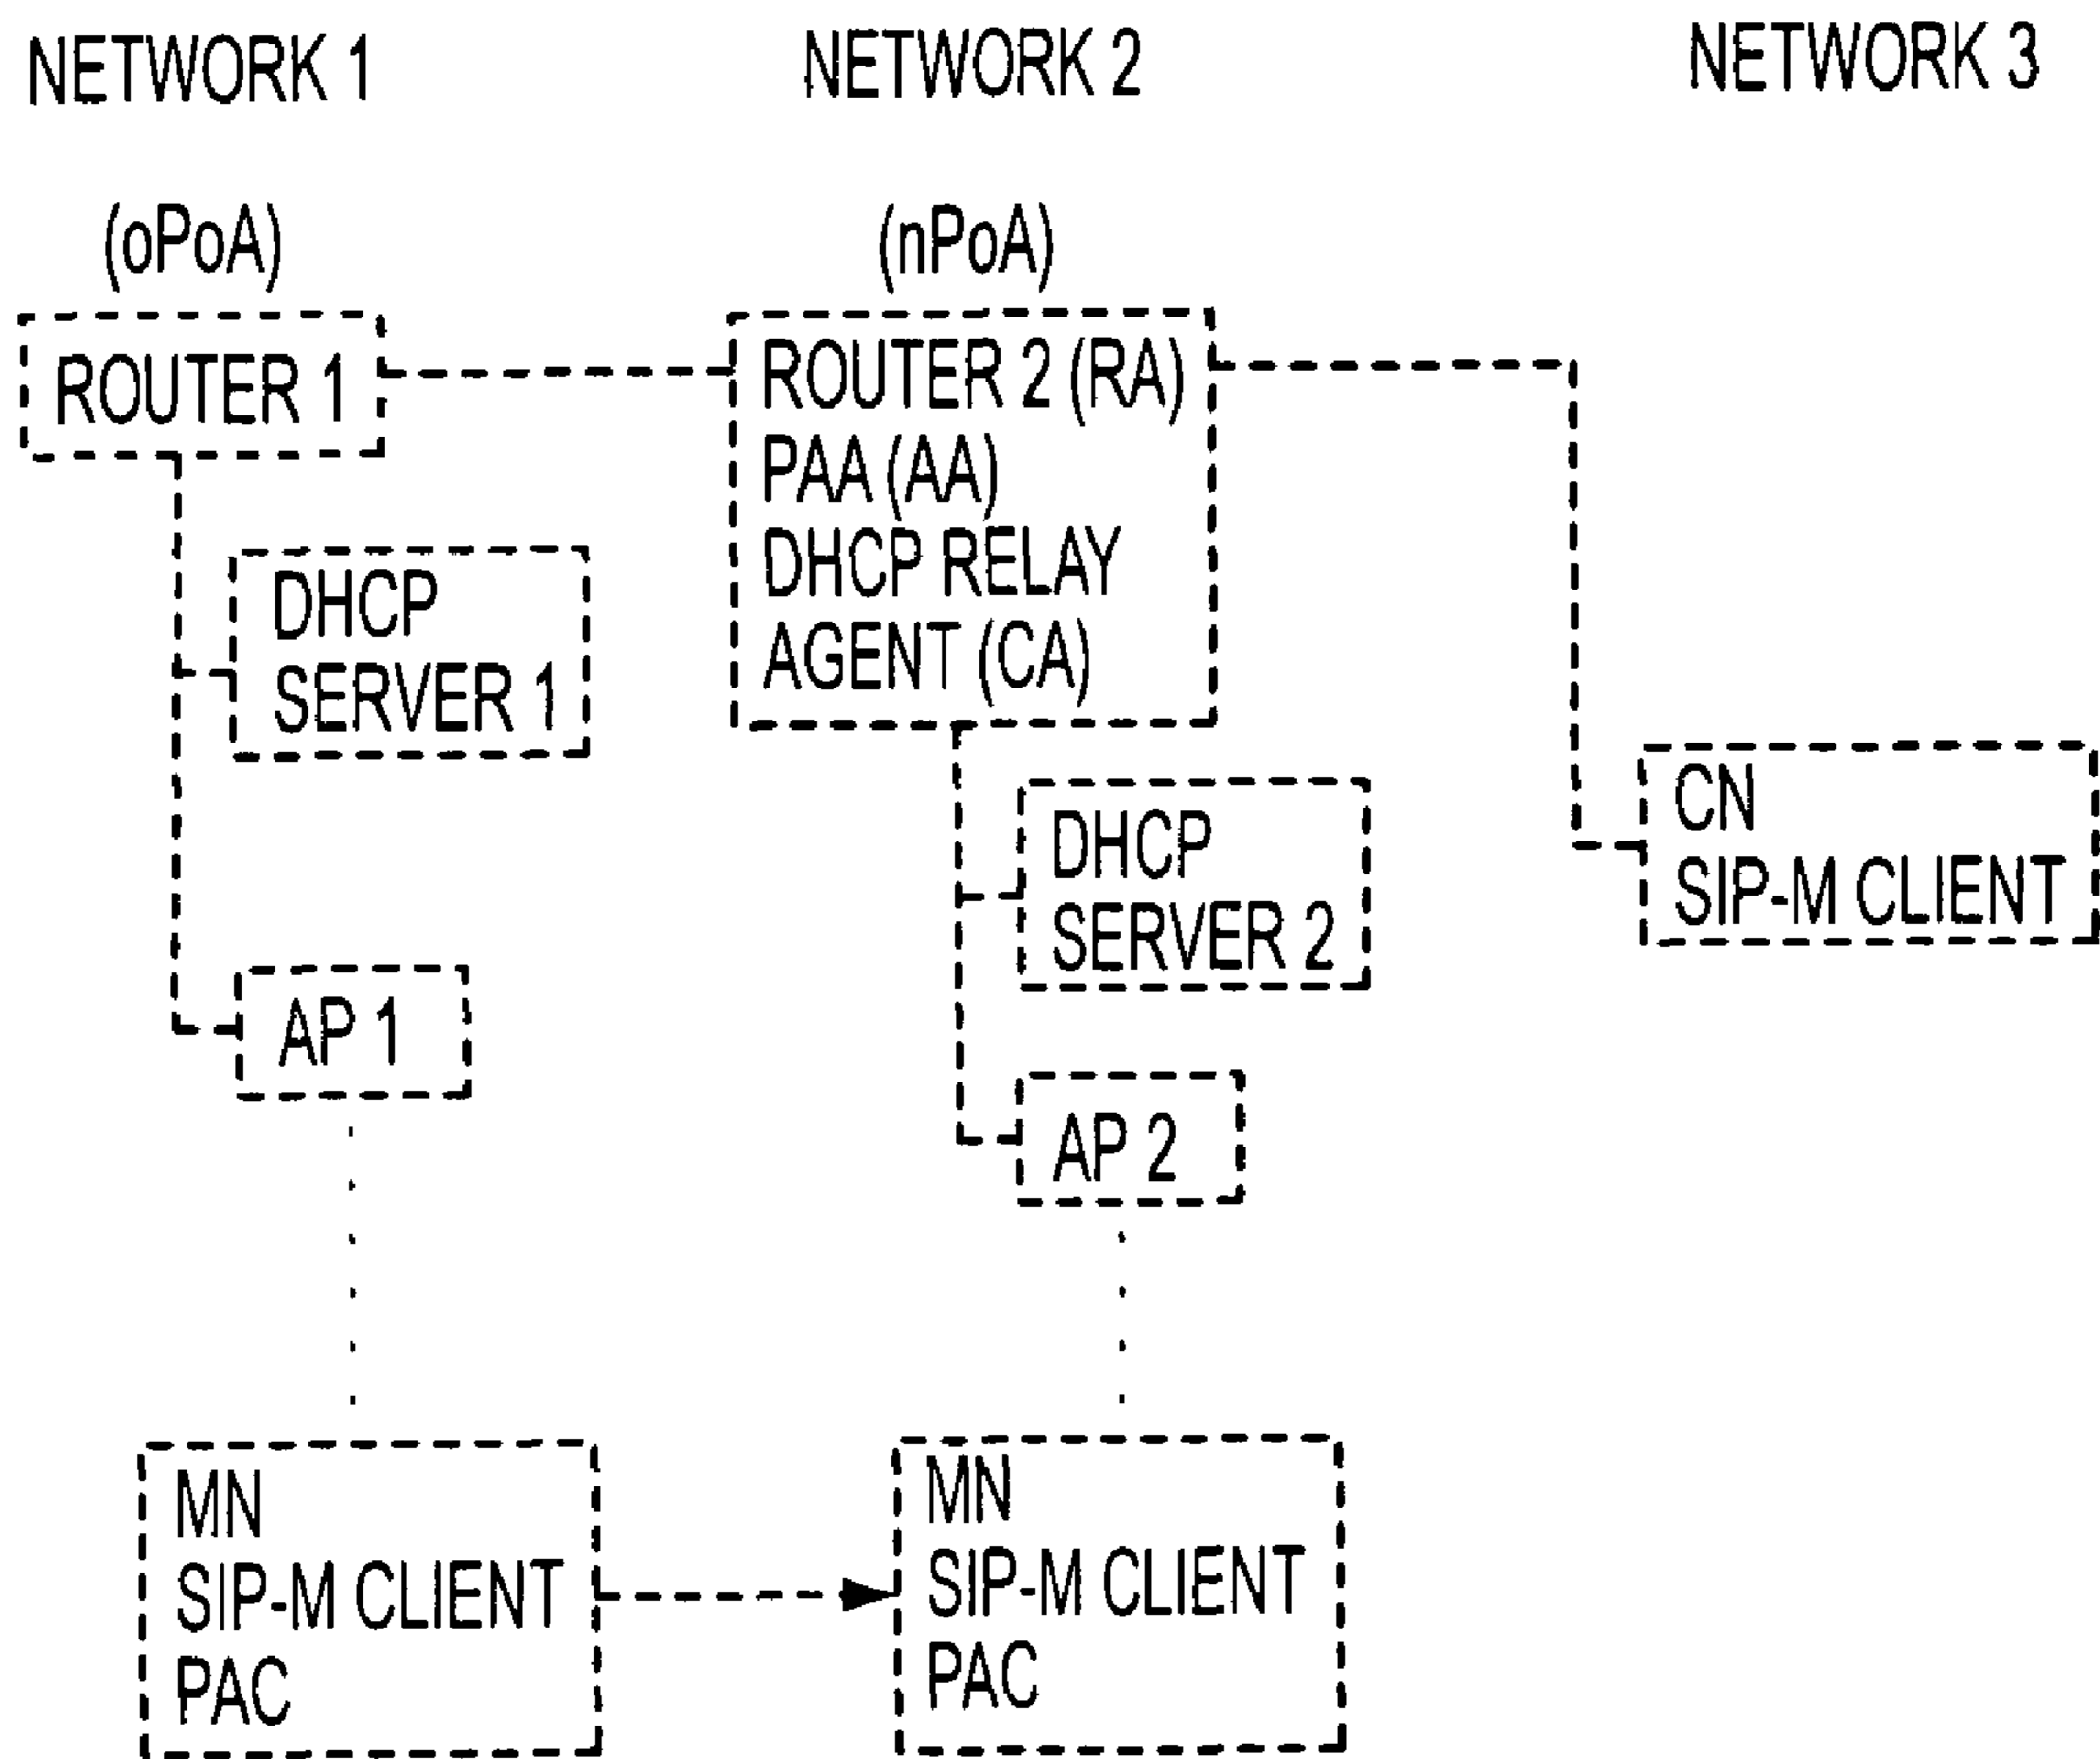 NETWORK 1
NETWORK 2
NETWORK 3
(oPoA)
(nPoA)
ROUTER 1
ROUTER 2 (RA)
PAA (AA)
DHCP RELAY
AGENT (CA)
DHCP
SERVER 1
DHCP
SERVER 2
CN
SIP-M CLIENT
AP 1
AP 2
MN
SIP-M CLIENT
PAC
MN
SIP-M CLIENT
PAC